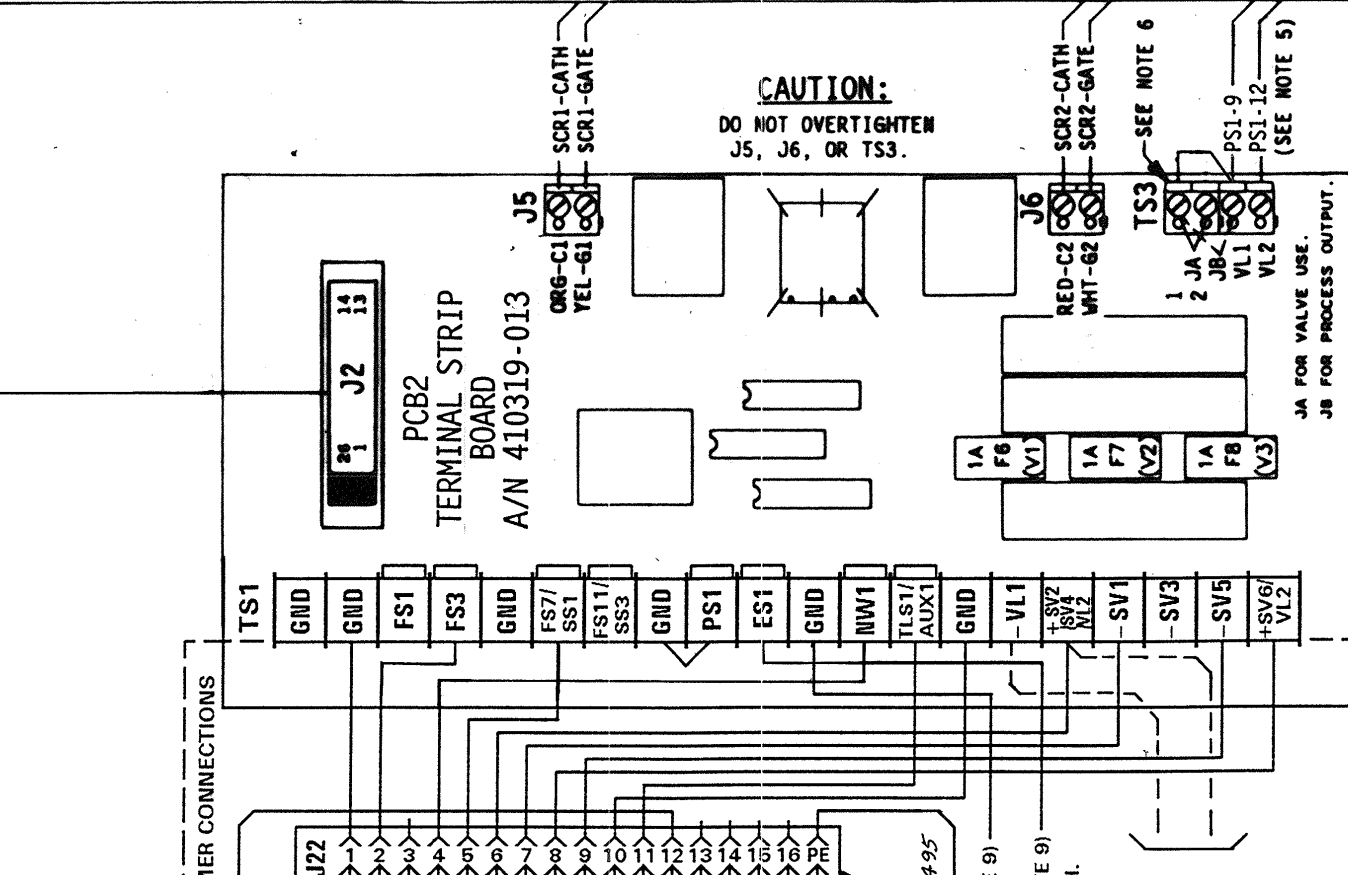 SCR1-CATH
SCR1-GATE
CAUTION:
DO NOT OVERTIGHTEN
J5, J6, OR TS3.
SCR2-CATH
SCR2-GATE
SEE NOTE 6
PS1-9
PS1-12
(SEE NOTE 5)
J5
ORG-C1
YEL-G1
J6
RED-C2
WHT-G2
TS3
1
2
JA
JB
VL1
VL2
JA FOR VALVE USE.
JB FOR PROCESS OUTPUT.
14
13
J2
26
1
PCB2
TERMINAL STRIP
BOARD
A/N 410319-013
1A
F6
(V1)
1A
F7
(V2)
1A
F8
(V3)
TS1
GND
GND
FS1
FS3
GND
FS7/
SS1
FS11/
SS3
GND
PS1
ES1
GND
NW1
TLS1/
AUX1
GND
-VL1
+SV2
-SV1
-SV3
-SV5
+SV6/
VL2
MER CONNECTIONS
J22
1 2 3 4 5 6 7 8 9 10 11 12 13 14 15 16 PE
495
E 9)
E 9)
H.